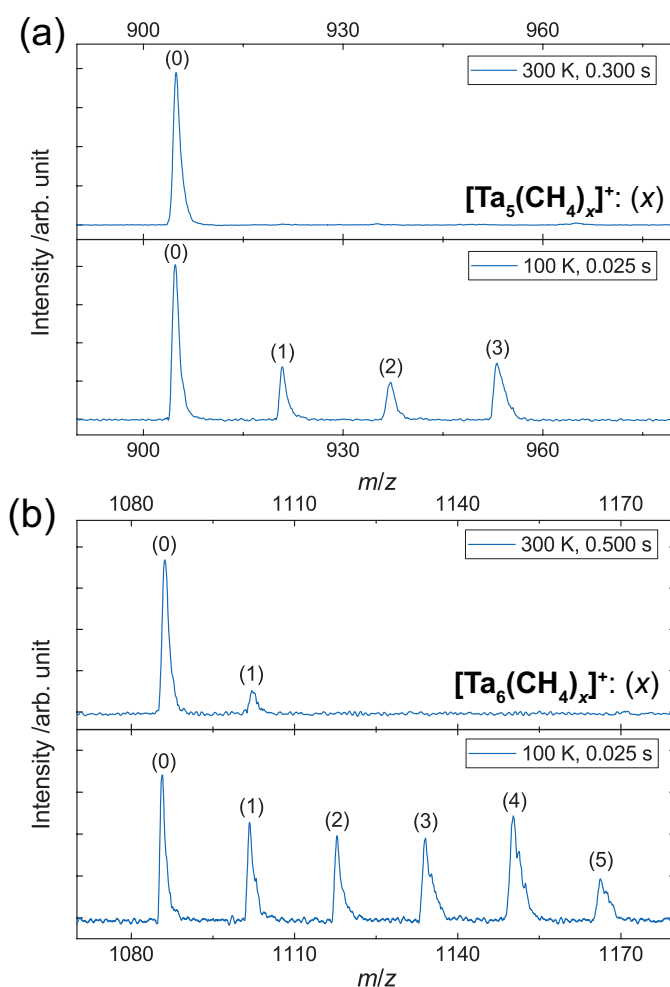 (a)
900 930 960
(0)
300 K, 0.300 s
[Ta₅(CH₄)ₓ]⁺: (x)
(0)
100 K, 0.025 s
(1) (2) (3)
Intensity /arb. unit
900 930 960
m/z
(b)
1080 1110 1140 1170
(0)
300 K, 0.500 s
(1)
[Ta₆(CH₄)ₓ]⁺: (x)
(0)
100 K, 0.025 s
(1) (2) (3) (4) (5)
Intensity /arb. unit
1080 1110 1140 1170
m/z